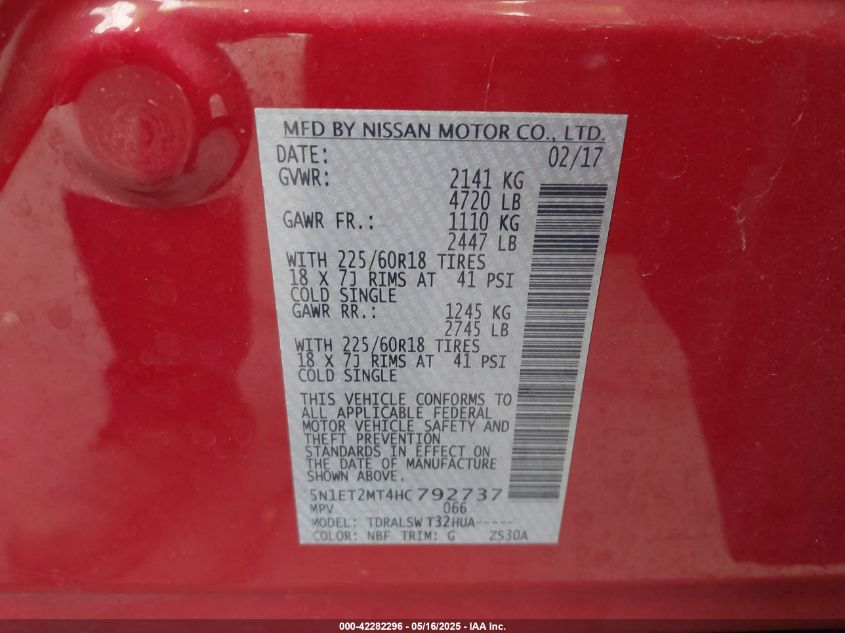 MFD BY NISSAN MOTOR CO., LTD.
DATE: 02/17
GVWR: 2141 KG
4720 LB
GAWR FR.: 1110 KG
2447 LB
WITH 225/60R18 TIRES
18 X 7J RIMS AT 41 PSI
COLD SINGLE
GAWR RR.: 1245 KG
2745 LB
WITH 225/60R18 TIRES
18 X 7J RIMS AT 41 PSI
COLD SINGLE
THIS VEHICLE CONFORMS TO
ALL APPLICABLE FEDERAL
MOTOR VEHICLE SAFETY AND
THEFT PREVENTION
STANDARDS IN EFFECT ON
THE DATE OF MANUFACTURE
SHOWN ABOVE.
5N1ET2MT4HC792737
MPV 066
MODEL: TDRALSW T32HUA-----
COLOR: NBF TRIM: G ZS30A
000-42282296 - 05/16/2025 - IAA Inc.